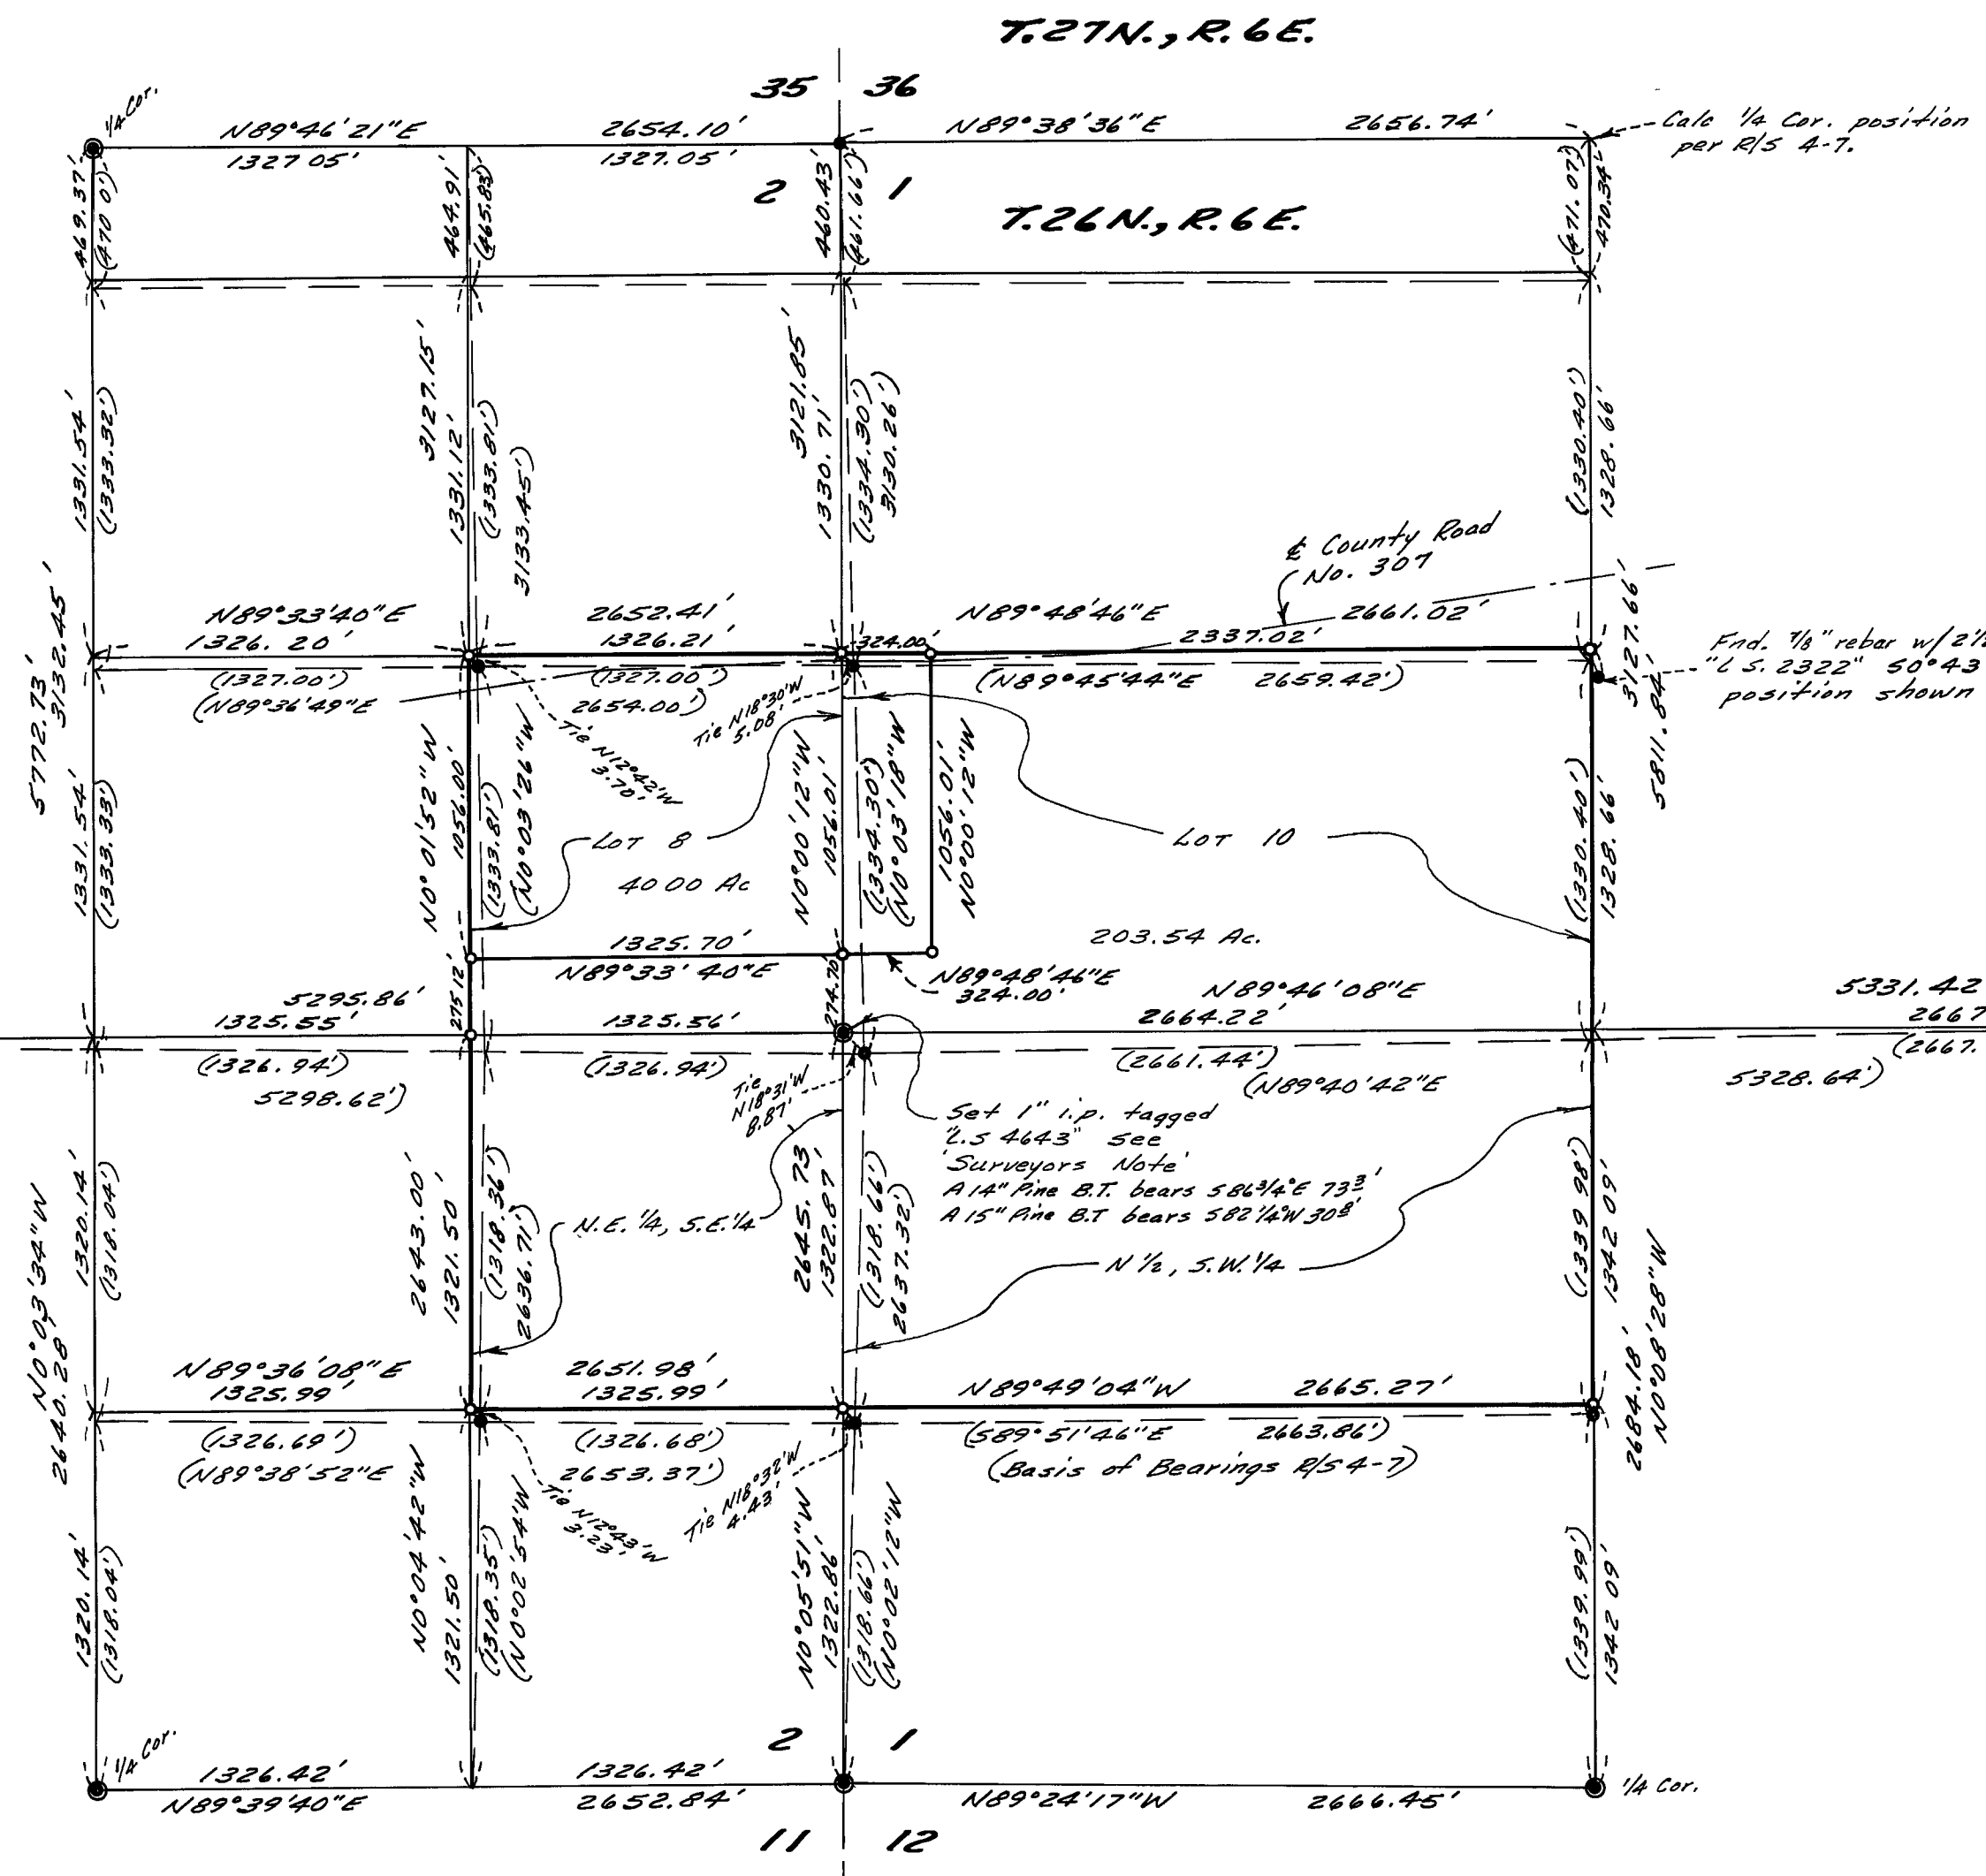 T.27N., R.6E.
35 36
1/4 Cor.
N89°46'21"E 2654.10' N89°38'36"E 2656.74'
1327 05' 1327.05'
Calc 1/4 Cor. position
per R/S 4-7.
2 1
T.26N., R.6E.
469.37'
(470 0')
464.91'
(465.83)
460.43'
(461.66')
(471.07')
470.34'
1331.54'
(1333.32')
3127.15'
1331.12'
(1333.81')
3133.45')
3121.85'
1330.71'
(1334.30')
3130.26')
(1330.40')
1328.66'
℄ County Road
No. 307
5772.73'
3132.45'
N89°33'40"E 2652.41' N89°48'46"E 2661.02'
1326. 20' 1326.21' 324.00' 2337.02'
(1327.00') (1327.00') (N89°45'44"E 2659.42')
(N89°36'49"E 2654.00')
3127.66'
5811.84'
Fnd. 7/8" rebar w/ 2½
"L S. 2322" S0°43
position shown
Tie N12°42'W
3.70'
Tie N18°30'W
5.08'
1331.54'
(1333.33')
N0°01'52"W
1056.00'
(1333.81')
(N0°03'26"W
N0°00'12"W
1056.01'
(1334.30')
(N0°03'18"W
1056.01'
N0°00'12"W
(1330.40')
1328.66'
LOT 8
40 00 Ac
LOT 10
203.54 Ac.
1325.70'
N89°33'40"E
N89°48'46"E
324.00'
275 12'
274.70'
5295.86' N89°46'08"E 5331.42
1325.55' 1325.56' 2664.22' 2667
(1326.94') (1326.94') (2661.44') (2667.
5298.62') (N89°40'42"E 5328.64')
Tie
N18°31'W
8.87'
Set 1" i.p. tagged
"L.S 4643" see
'Surveyors Note'
A 14" Pine B.T. bears S86¾°E 73³'
A 15" Pine B.T bears S82¼°W 30⁸'
N0°03'34"W
2640.28'
1320.14'
(1318.04')
2643.00'
1321.50'
(1318.36')
2636.71')
2645.73'
1322.87'
(1318.66')
2637.32')
(1339 98')
1342 09'
2684.18'
N0°08'28"W
N.E. 1/4, S.E. 1/4
N 1/2, S.W. 1/4
N89°36'08"E 2651.98' N89°49'04"W 2665.27'
1325.99' 1325.99'
(1326.69') (1326.68') (S89°51'46"E 2663.86')
(N89°38'52"E 2653.37') (Basis of Bearings R/S 4-7)
Tie N12°43'W
3.23'
Tie N18°32'W
4.43'
1320.14'
(1318.04')
N0°04'42"W
1321.50'
(1318.35')
(N0°02'54"W
N0°05'51"W
1322.86'
(1318.66')
(N0°02'12"W
(1339.99')
1342 09'
2 1
1/4 Cor.
1326.42' 1326.42' 1/4 Cor.
N89°39'40"E 2652.84' N89°24'17"W 2666.45'
11 12